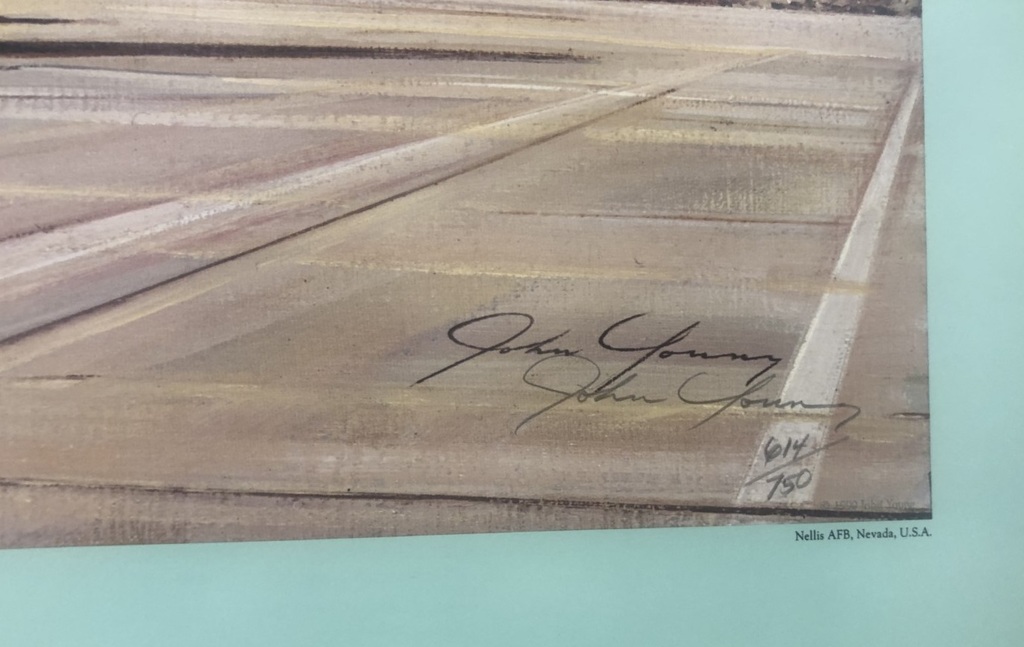 John Young
John Young
614
750
Nellis AFB, Nevada, U.S.A.